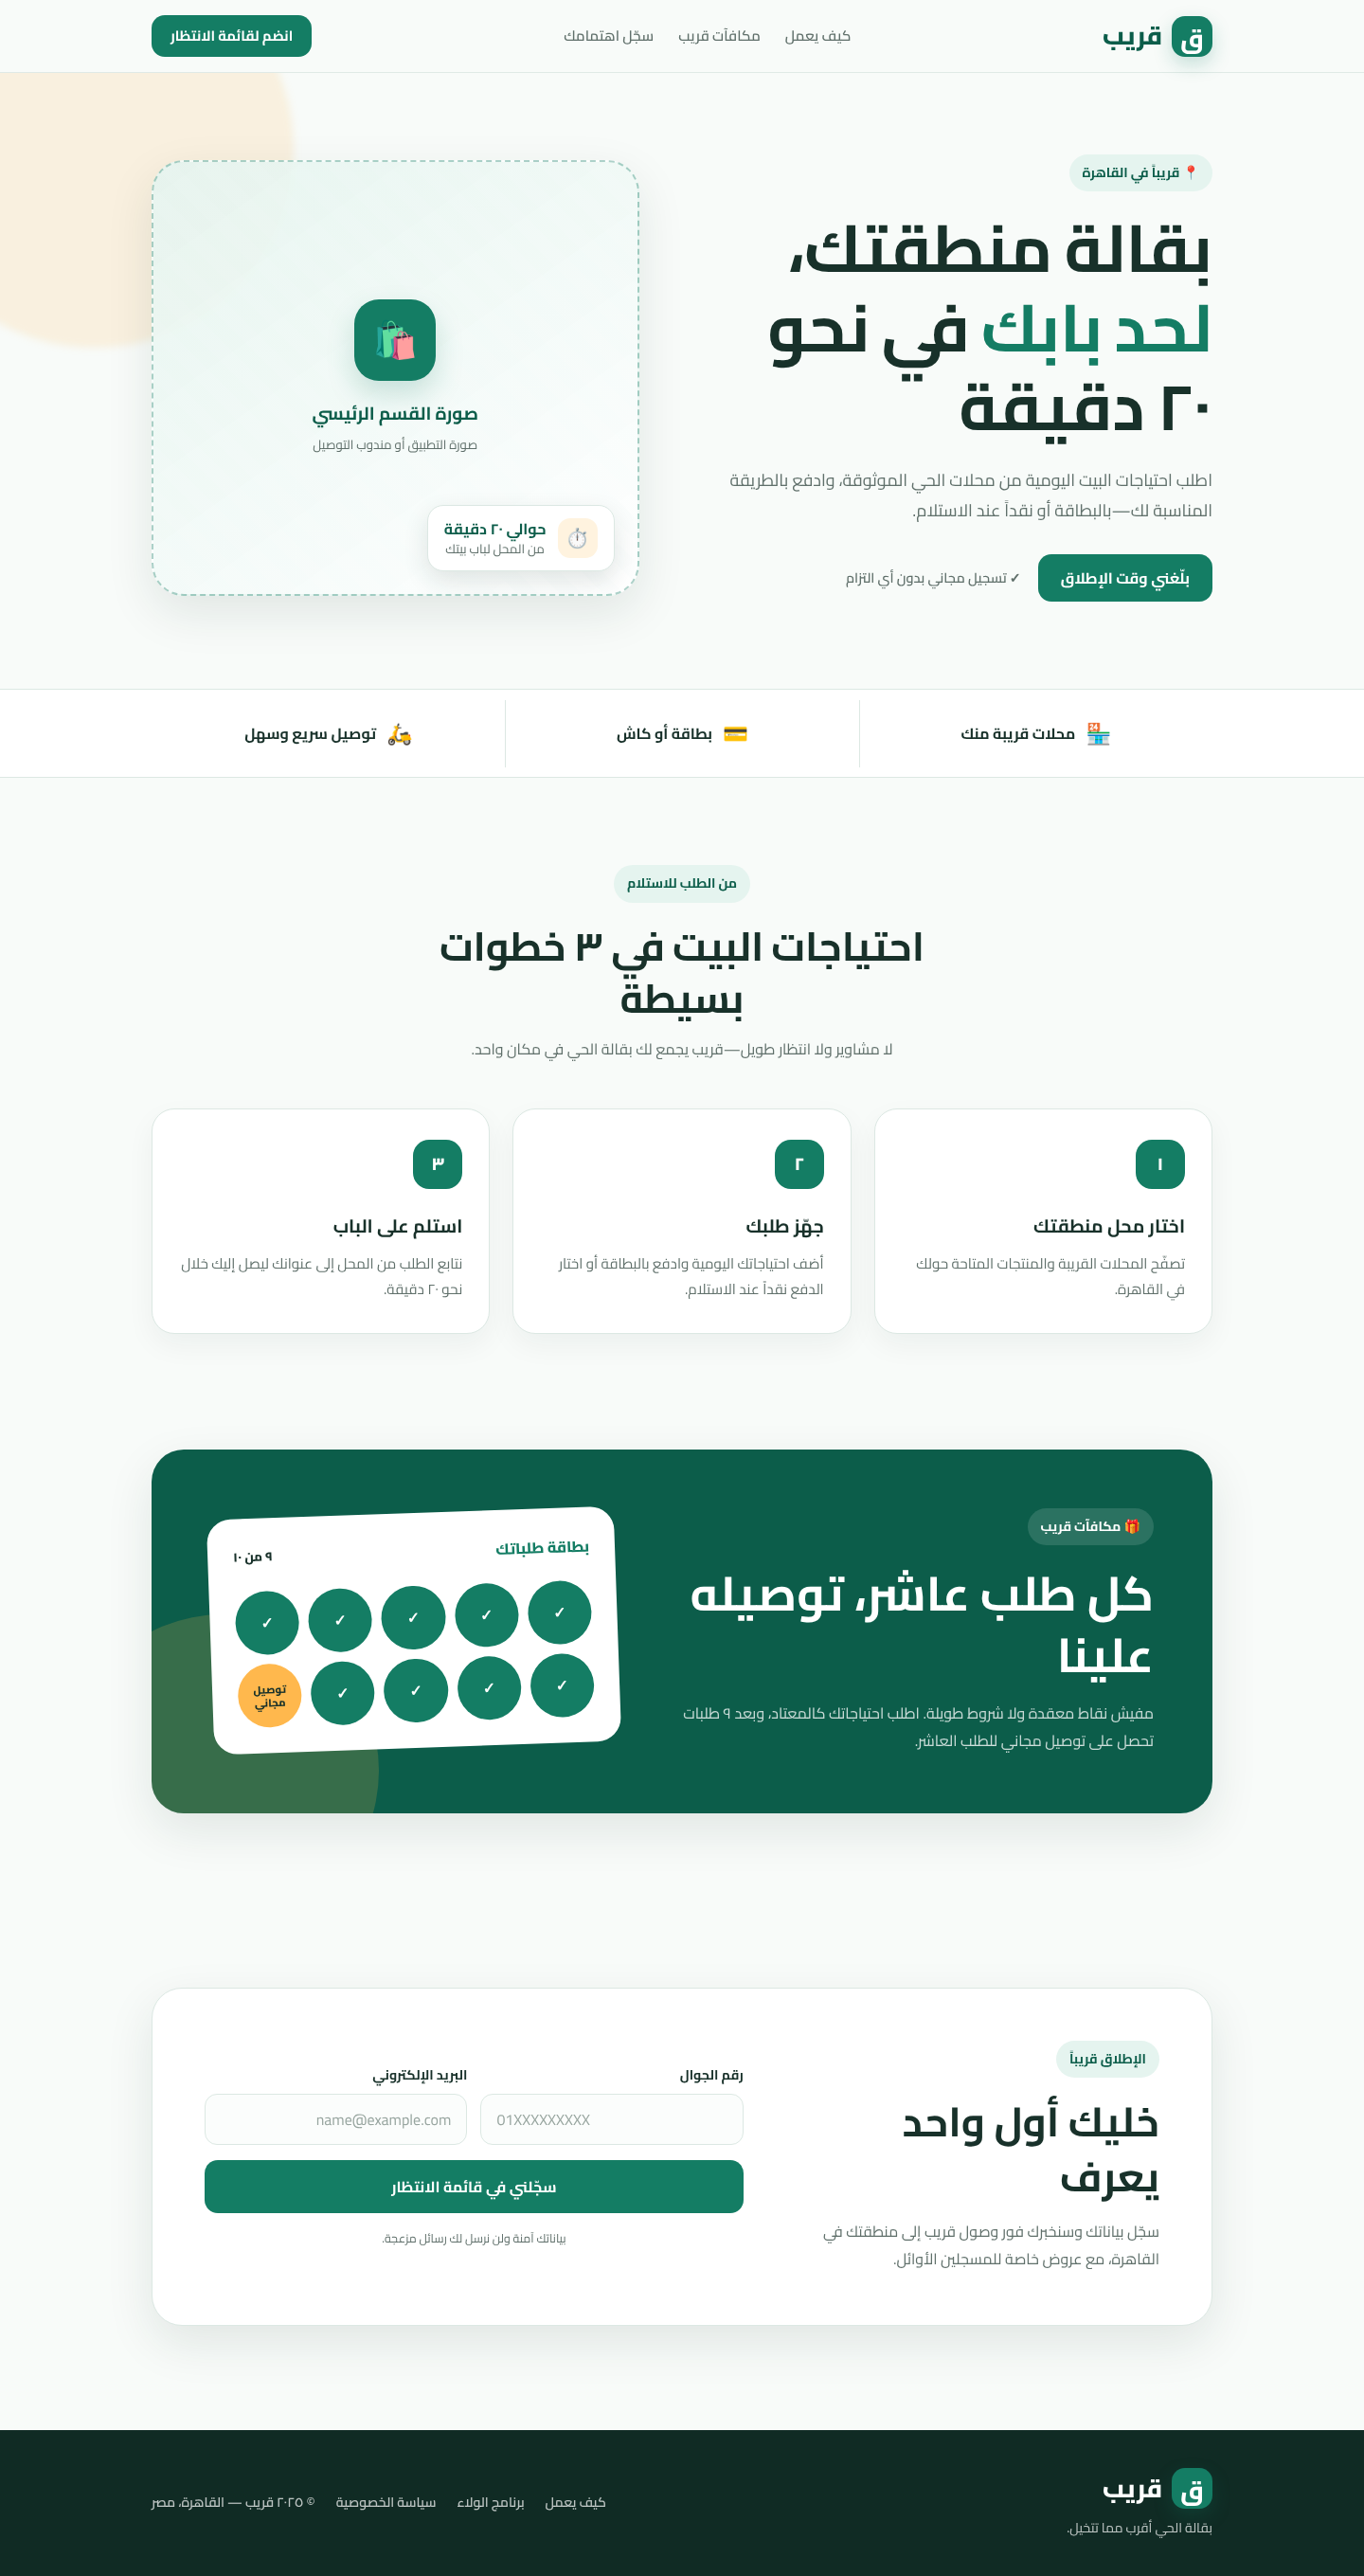 ق قريب
كيف يعمل
مكافآت قريب
سجّل اهتمامك
انضم لقائمة الانتظار
📍 قريباً في القاهرة
بقالة منطقتك،
لحد بابك في نحو
٢٠ دقيقة
اطلب احتياجات البيت اليومية من محلات الحي الموثوقة، وادفع بالطريقة
المناسبة لك—بالبطاقة أو نقداً عند الاستلام.
بلّغني وقت الإطلاق
✓ تسجيل مجاني بدون أي التزام
صورة القسم الرئيسي
صورة التطبيق أو مندوب التوصيل
حوالي ٢٠ دقيقة
من المحل لباب بيتك
محلات قريبة منك
بطاقة أو كاش
توصيل سريع وسهل
من الطلب للاستلام
احتياجات البيت في ٣ خطوات
بسيطة
لا مشاوير ولا انتظار طويل—قريب يجمع لك بقالة الحي في مكان واحد.
١
اختار محل منطقتك
تصفّح المحلات القريبة والمنتجات المتاحة حولك
في القاهرة.
٢
جهّز طلبك
أضف احتياجاتك اليومية وادفع بالبطاقة أو اختار
الدفع نقداً عند الاستلام.
٣
استلم على الباب
نتابع الطلب من المحل إلى عنوانك ليصل إليك خلال
نحو ٢٠ دقيقة.
🎁 مكافآت قريب
كل طلب عاشر، توصيله
علينا
مفيش نقاط معقدة ولا شروط طويلة. اطلب احتياجاتك كالمعتاد، وبعد ٩ طلبات
تحصل على توصيل مجاني للطلب العاشر.
بطاقة طلباتك
٩ من ١٠
✓ ✓ ✓ ✓ ✓
✓ ✓ ✓ ✓
توصيل
مجاني
الإطلاق قريباً
خليك أول واحد
يعرف
سجّل بياناتك وسنخبرك فور وصول قريب إلى منطقتك في
القاهرة، مع عروض خاصة للمسجلين الأوائل.
رقم الجوال
01XXXXXXXXX
البريد الإلكتروني
name@example.com
سجّلني في قائمة الانتظار
بياناتك آمنة ولن نرسل لك رسائل مزعجة.
ق قريب
بقالة الحي أقرب مما تتخيل.
كيف يعمل
برنامج الولاء
سياسة الخصوصية
© ٢٠٢٥ قريب — القاهرة، مصر